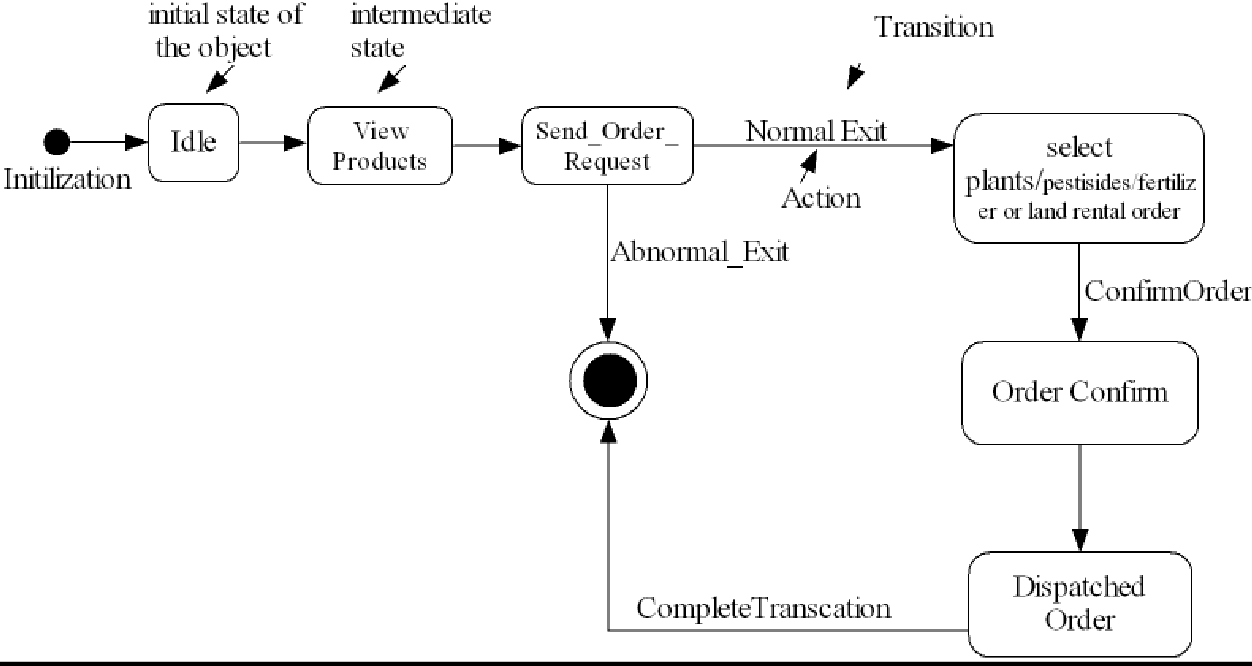 initial state of
the object
intermediate
state
Transition
Idle
View
Products
Send_Order_
Request
Normal Exit
select
plants/pestisides/fertiliz
er or land rental order
Initilization
Action
Abnormal_Exit
ConfirmOrder
Order Confirm
Dispatched
Order
CompleteTranscation